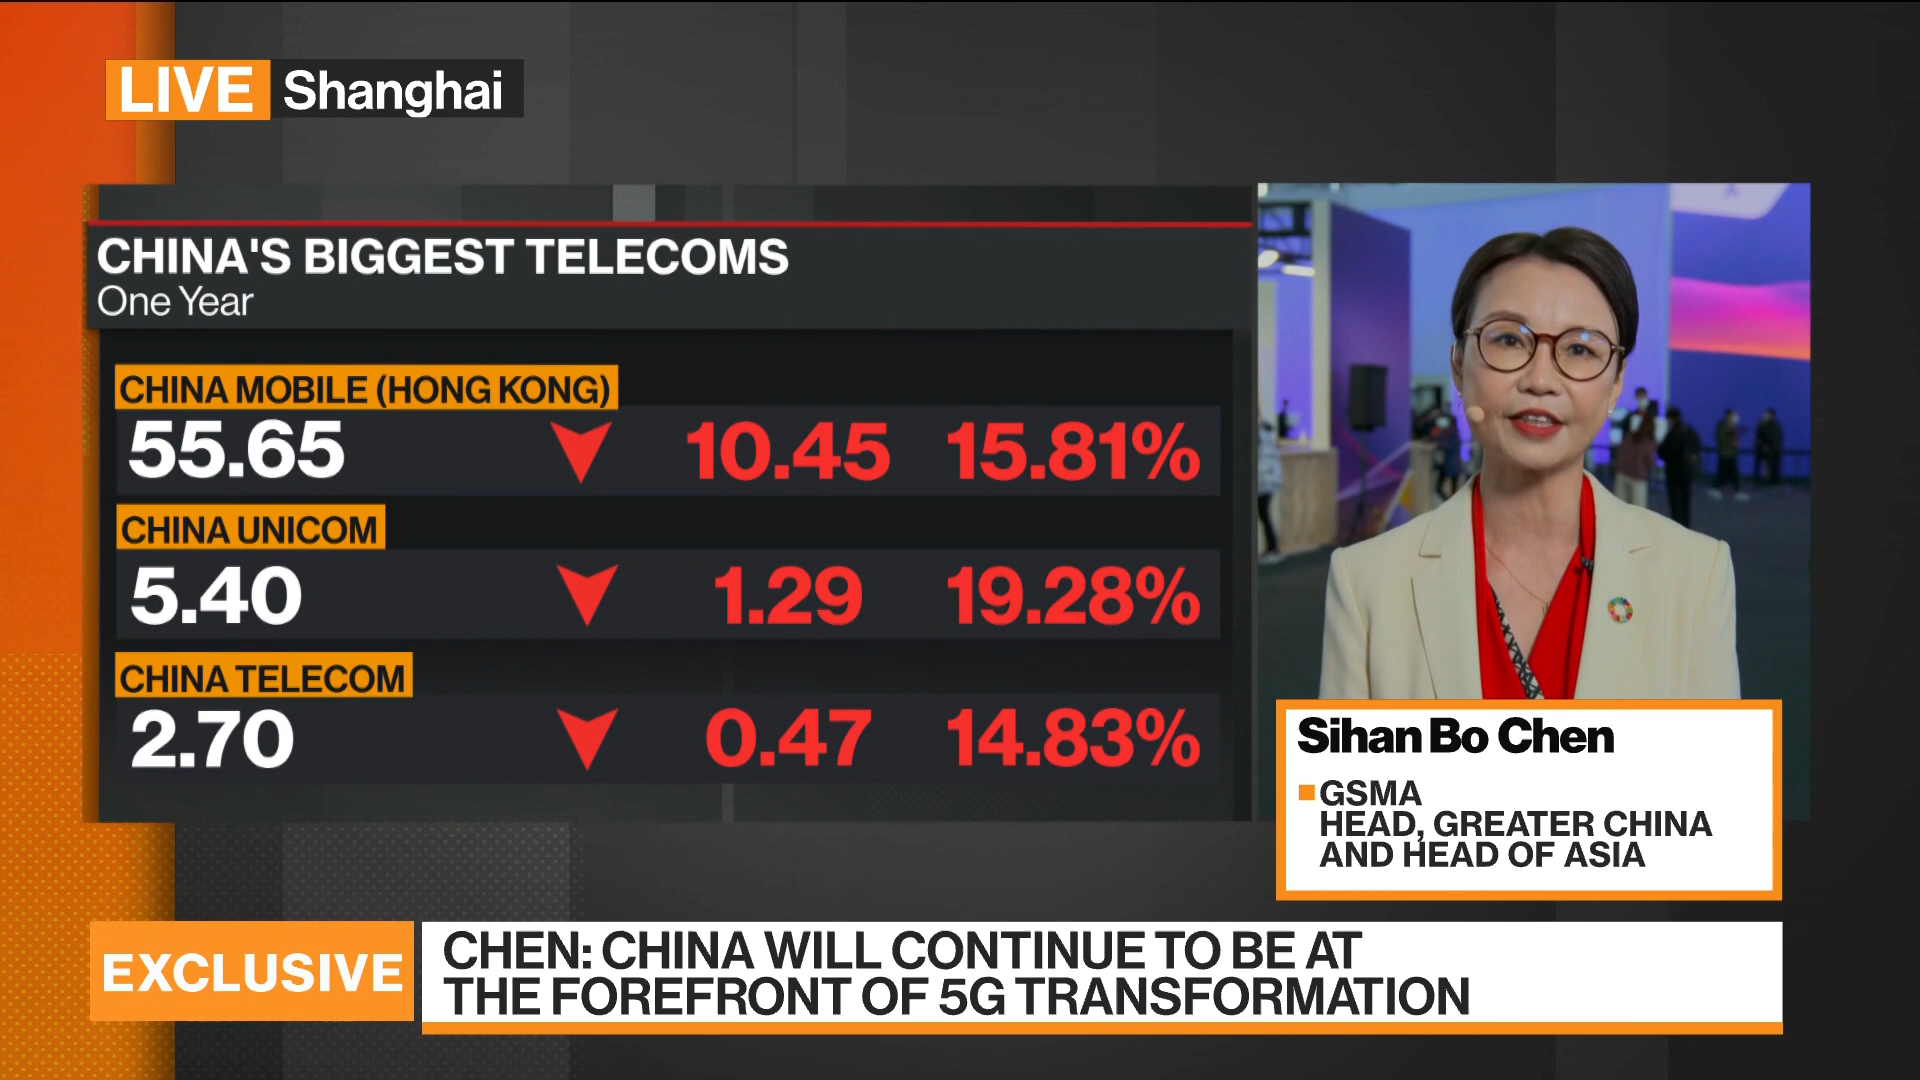 LIVE Shanghai
CHINA'S BIGGEST TELECOMS
One Year
CHINA MOBILE (HONG KONG)
55.65 10.45 15.81%
CHINA UNICOM
5.40 1.29 19.28%
CHINA TELECOM
2.70 0.47 14.83%
Sihan Bo Chen
GSMA
HEAD, GREATER CHINA
AND HEAD OF ASIA
EXCLUSIVE
CHEN: CHINA WILL CONTINUE TO BE AT
THE FOREFRONT OF 5G TRANSFORMATION